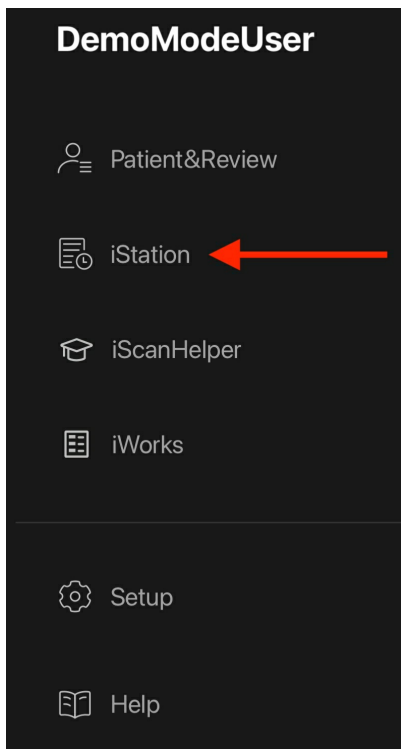 DemoModeUser
Patient&Review
iStation
iScanHelper
iWorks
Setup
Help